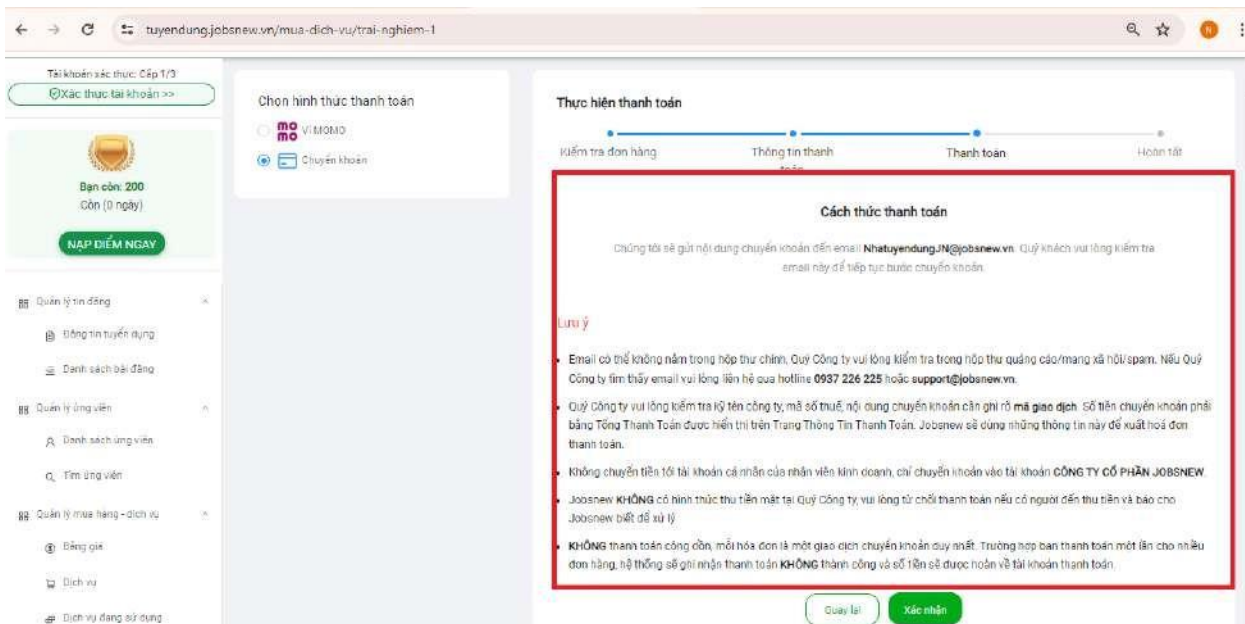 tuyendung.jobsnew.vn/mua-dich-vu/trai-nghiem-1
Tài khoản xác thực: Cấp 1/3
Xác thực tài khoản >>
Bạn còn: 200
Còn (0 ngày)
NẠP ĐIỂM NGAY
Quản lý tin đăng
Đăng tin tuyển dụng
Danh sách bài đăng
Quản lý ứng viên
Danh sách ứng viên
Tìm ứng viên
Quản lý mua hàng - dịch vụ
Bảng giá
Dịch vụ
Dịch vụ đang sử dụng
Chọn hình thức thanh toán
mo
mo
Ví MOMO
Chuyển khoản
Thực hiện thanh toán
Kiểm tra đơn hàng
Thông tin thanh
toán
Thanh toán
Hoàn tất
Cách thức thanh toán
Chúng tôi sẽ gửi nội dung chuyển khoản đến email NhatuyendungJN@jobsnew.vn. Quý khách vui lòng kiểm tra
email này để tiếp tục bước chuyển khoản.
Lưu ý
Email có thể không nằm trong hộp thư chính, Quý Công ty vui lòng kiểm tra trong hộp thư quảng cáo/mạng xã hội/spam. Nếu Quý
Công ty tìm thấy email vui lòng liên hệ qua hotline 0937 226 225 hoặc support@jobsnew.vn.
Quý Công ty vui lòng kiểm tra kỹ tên công ty, mã số thuế, nội dung chuyển khoản cần ghi rõ mã giao dịch. Số tiền chuyển khoản phải
bằng Tổng Thanh Toán được hiển thị trên Trang Thông Tin Thanh Toán. Jobsnew sẽ dùng những thông tin này để xuất hoá đơn
thanh toán.
Không chuyển tiền tới tài khoản cá nhân của nhân viên kinh doanh, chỉ chuyển khoản vào tài khoản CÔNG TY CỔ PHẦN JOBSNEW.
Jobsnew KHÔNG có hình thức thu tiền mặt tại Quý Công ty, vui lòng từ chối thanh toán nếu có người đến thu tiền và báo cho
Jobsnew biết để xử lý
KHÔNG thanh toán cộng dồn, mỗi hóa đơn là một giao dịch chuyển khoản duy nhất. Trường hợp bạn thanh toán một lần cho nhiều
đơn hàng, hệ thống sẽ ghi nhận thanh toán KHÔNG thành công và số tiền sẽ được hoàn về tài khoản thanh toán.
Quay lại
Xác nhận